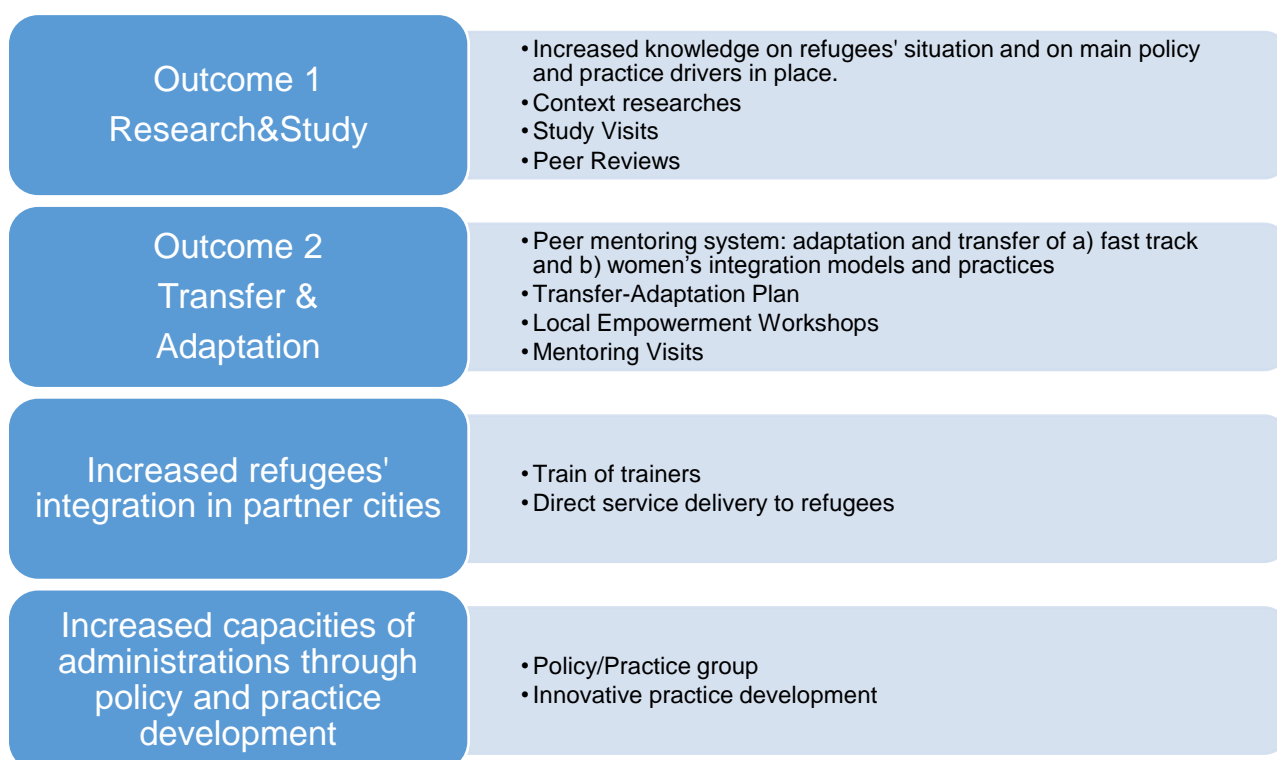 Outcome 1
Research&Study
•Increased knowledge on refugees' situation and on main policy
and practice drivers in place.
•Context researches
•Study Visits
•Peer Reviews
Outcome 2
Transfer &
Adaptation
•Peer mentoring system: adaptation and transfer of a) fast track
and b) women’s integration models and practices
•Transfer-Adaptation Plan
•Local Empowerment Workshops
•Mentoring Visits
Increased refugees'
integration in partner cities
•Train of trainers
•Direct service delivery to refugees
Increased capacities of
administrations through
policy and practice
development
•Policy/Practice group
•Innovative practice development